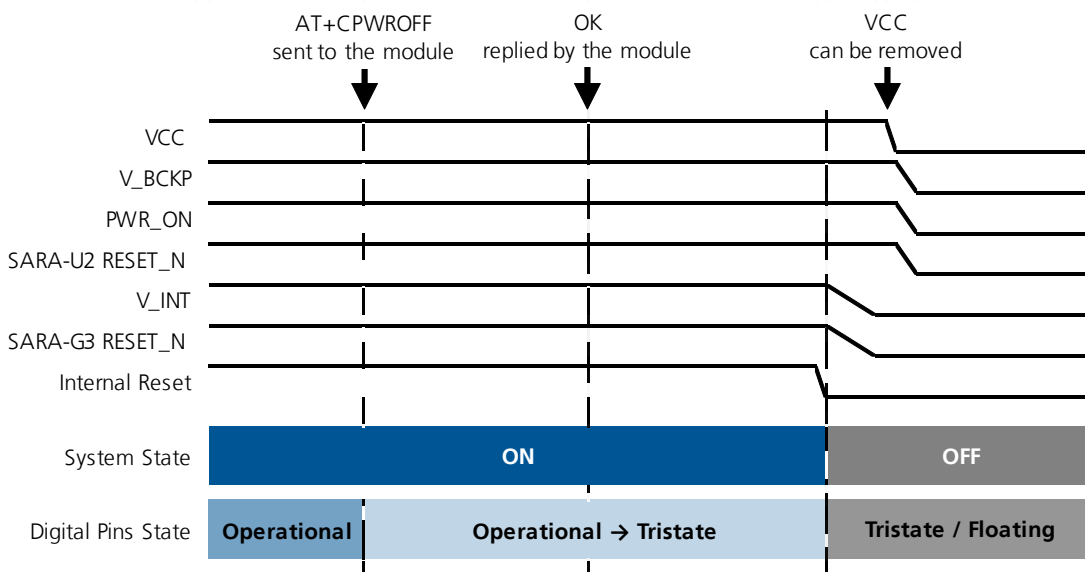 AT+CPWROFF
sent to the module
OK
replied by the module
VCC
can be removed
VCC
V_BCKP
PWR_ON
SARA-U2 RESET_N
V_INT
SARA-G3 RESET_N
Internal Reset
System State
ON
OFF
Digital Pins State
Operational
Operational → Tristate
Tristate / Floating